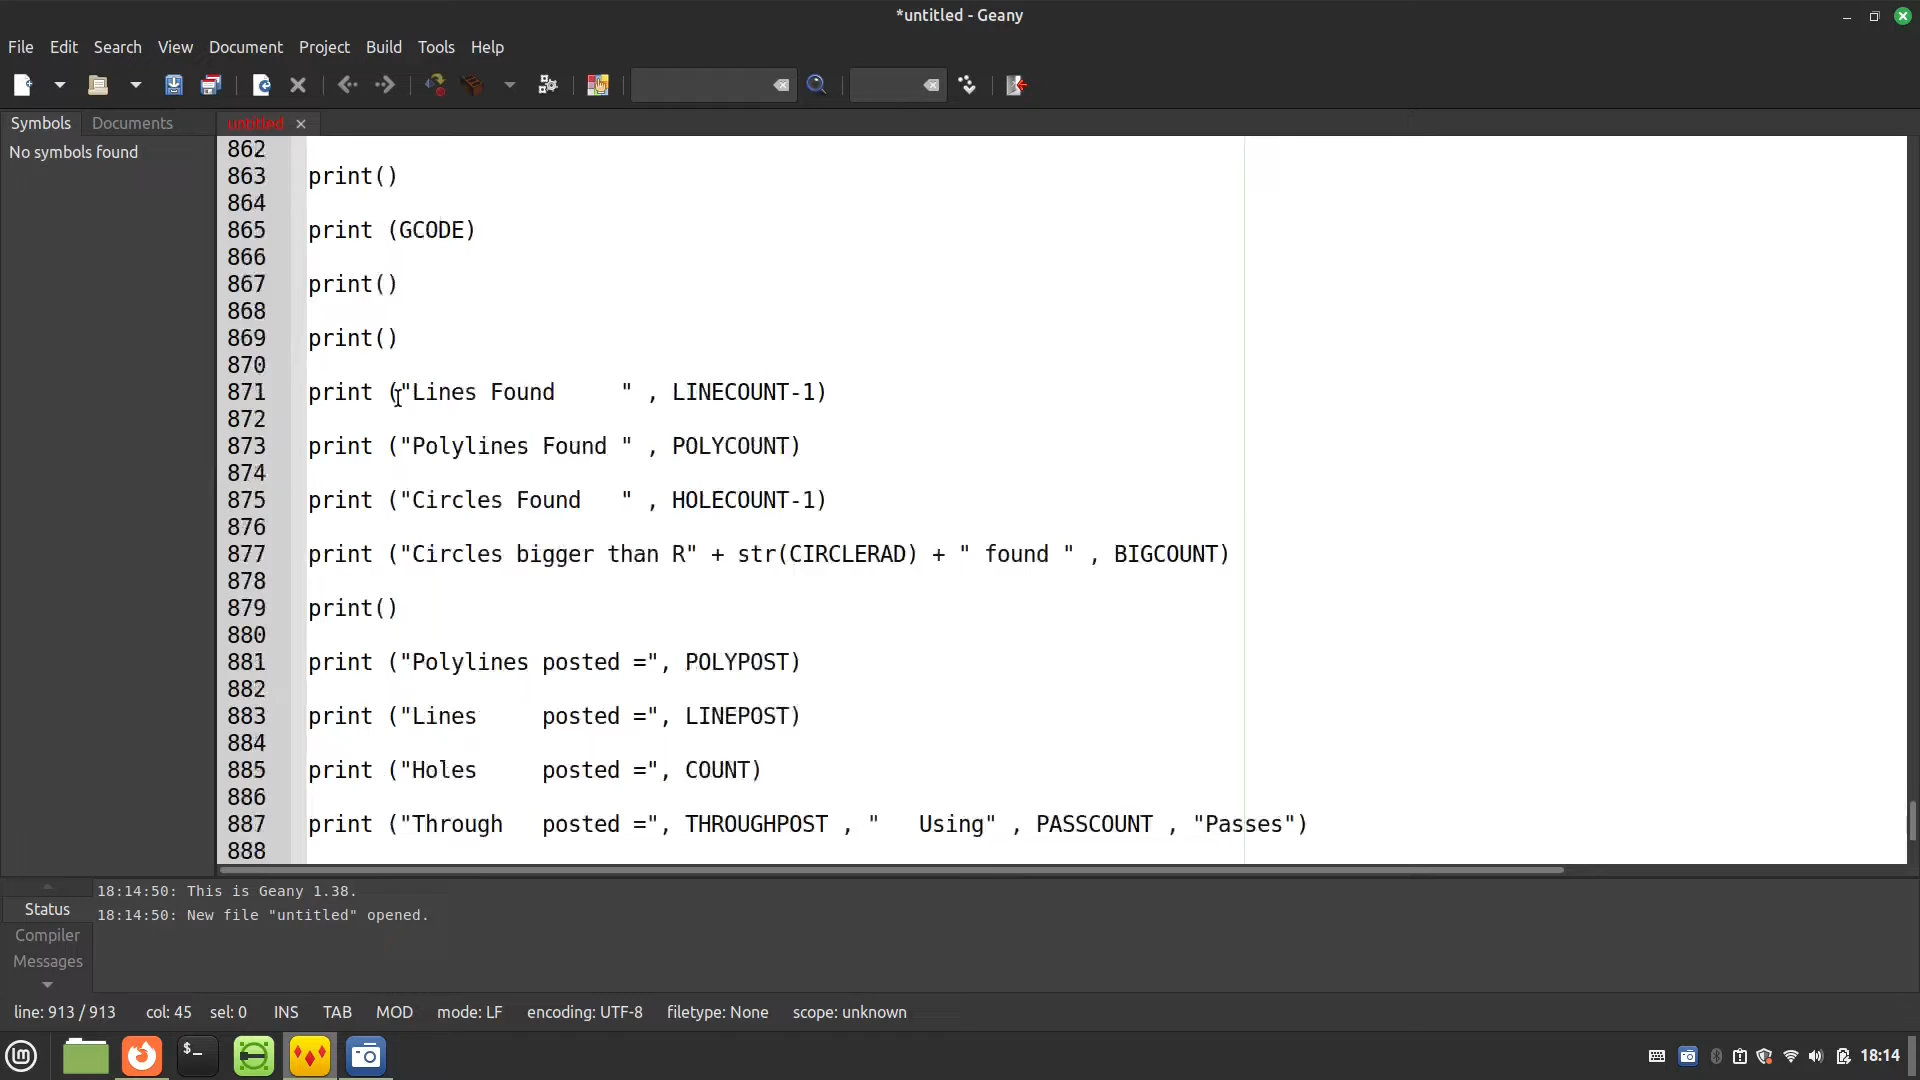 *untitled - Geany
File Edit Search View Document Project Build Tools Help
Symbols Documents untitled
No symbols found
862
863 print()
864
865 print (GCODE)
866
867 print()
868
869 print()
870
871 print ("Lines Found     " , LINECOUNT-1)
872
873 print ("Polylines Found " , POLYCOUNT)
874
875 print ("Circles Found   " , HOLECOUNT-1)
876
877 print ("Circles bigger than R" + str(CIRCLERAD) + " found " , BIGCOUNT)
878
879 print()
880
881 print ("Polylines posted =", POLYPOST)
882
883 print ("Lines     posted =", LINEPOST)
884
885 print ("Holes     posted =", COUNT)
886
887 print ("Through   posted =", THROUGHPOST , "   Using" , PASSCOUNT , "Passes")
888
Status
Compiler
Messages
18:14:50: This is Geany 1.38.
18:14:50: New file "untitled" opened.
line: 913 / 913 col: 45 sel: 0 INS TAB MOD mode: LF encoding: UTF-8 filetype: None scope: unknown
18:14